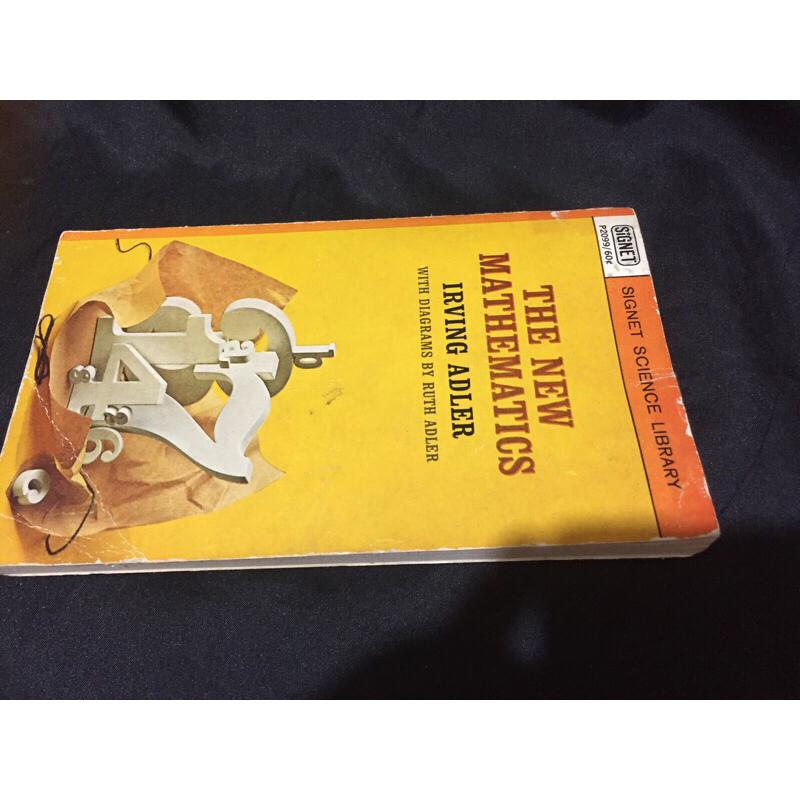 SIGNET
P2099/60¢
SIGNET SCIENCE LIBRARY
THE NEW
MATHEMATICS
IRVING ADLER
WITH DIAGRAMS BY RUTH ADLER